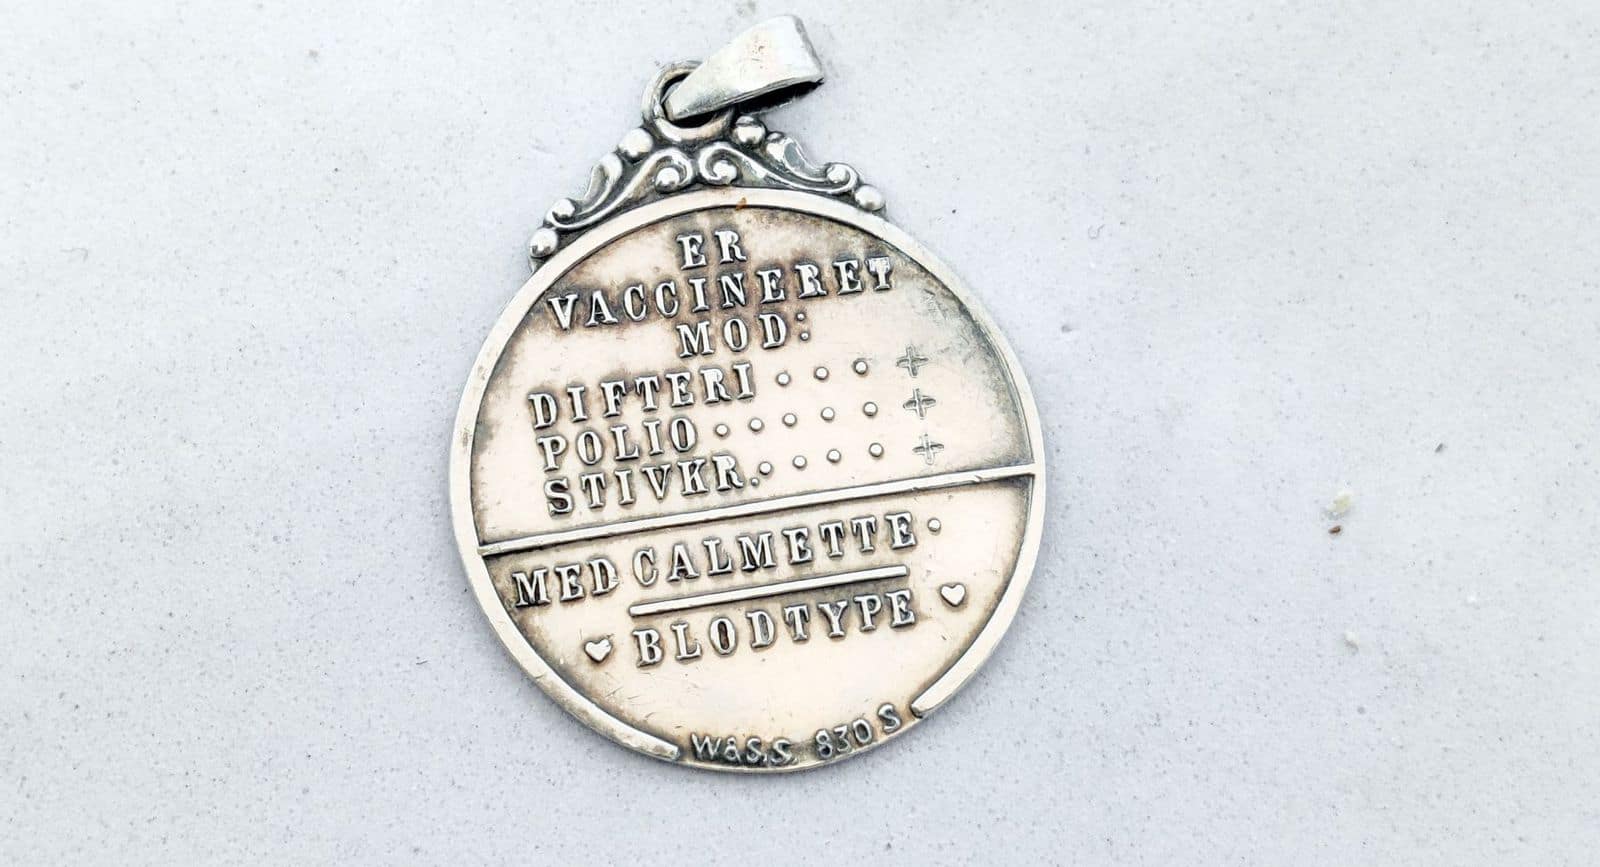 ER
VACCINERET
MOD:
DIFTERI • • • +
POLIO • • • • • +
STIVKR. • • • • +
MED CALMETTE •
♥ BLODTYPE ♥
W&S.S. 830 S